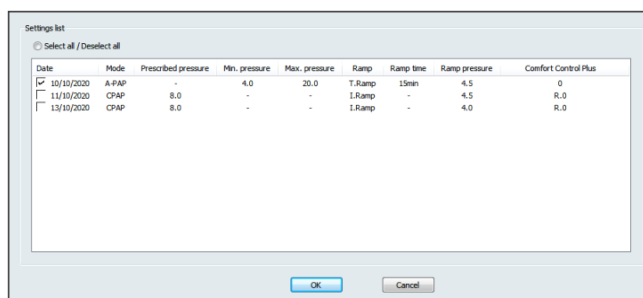 Settings list
Select all / Deselect all
Date Mode Prescribed pressure Min. pressure Max. pressure Ramp Ramp time Ramp pressure Comfort Control Plus
10/10/2020 A-PAP - 4.0 20.0 T.Ramp 15min 4.5 0
11/10/2020 CPAP 8.0 - - I.Ramp - 4.5 R.0
13/10/2020 CPAP 8.0 - - I.Ramp - 4.0 R.0
OK Cancel